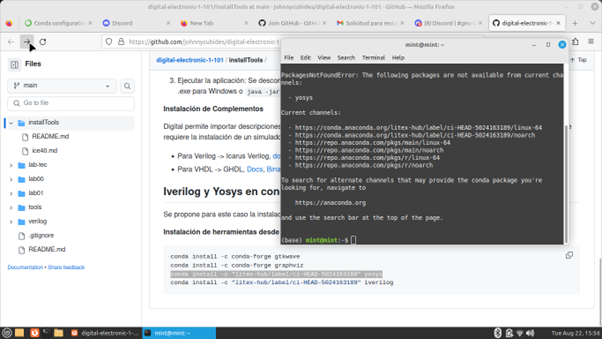 digital-electronic-1-101/installTools at main · johnnycubides/digital-electronic-1-101 — Mozilla Firefox
Conda configuration
Discord
New Tab
Join GitHub · GitHub
Solicitud para resta
(8) Discord | #gnu-
digital-electronic-1-
https://github.com/johnnycubides/digital-electronic-1-
Files
main
Go to file
installTools
README.md
ice40.md
lab-tec
lab00
lab01
tools
verilog
.gitignore
README.md
Documentation • Share feedback
digital-electronic-1-101 / installTools /
Top
3. Ejecutar la aplicación: Se descom
.exe para Windows o java -jar
Instalación de Complementos
Digital permite importar descripciones
requiere la instalación de un simulado
• Para Verilog -> Icarus Verilog, do
• Para VHDL -> GHDL, Docs, Bina
Iverilog y Yosys en con
Se propone para este caso la instalac
Instalación de herramientas desde
conda install -c conda-forge gtkwave
conda install -c conda-forge graphviz
conda install -c "litex-hub/label/ci-HEAD-5024163189" yosys
conda install -c "litex-hub/label/ci-HEAD-5024163189" iverilog
mint@mint: ~
File Edit View Search Terminal Help
PackagesNotFoundError: The following packages are not available from current cha
nnels:
- yosys
Current channels:
- https://conda.anaconda.org/litex-hub/label/ci-HEAD-5024163189/linux-64
- https://conda.anaconda.org/litex-hub/label/ci-HEAD-5024163189/noarch
- https://repo.anaconda.com/pkgs/main/linux-64
- https://repo.anaconda.com/pkgs/main/noarch
- https://repo.anaconda.com/pkgs/r/linux-64
- https://repo.anaconda.com/pkgs/r/noarch
To search for alternate channels that may provide the conda package you're
looking for, navigate to
https://anaconda.org
and use the search bar at the top of the page.
(base) mint@mint:~$
digital-electronic-1-...
mint@mint: ~
Tue Aug 22, 15:56